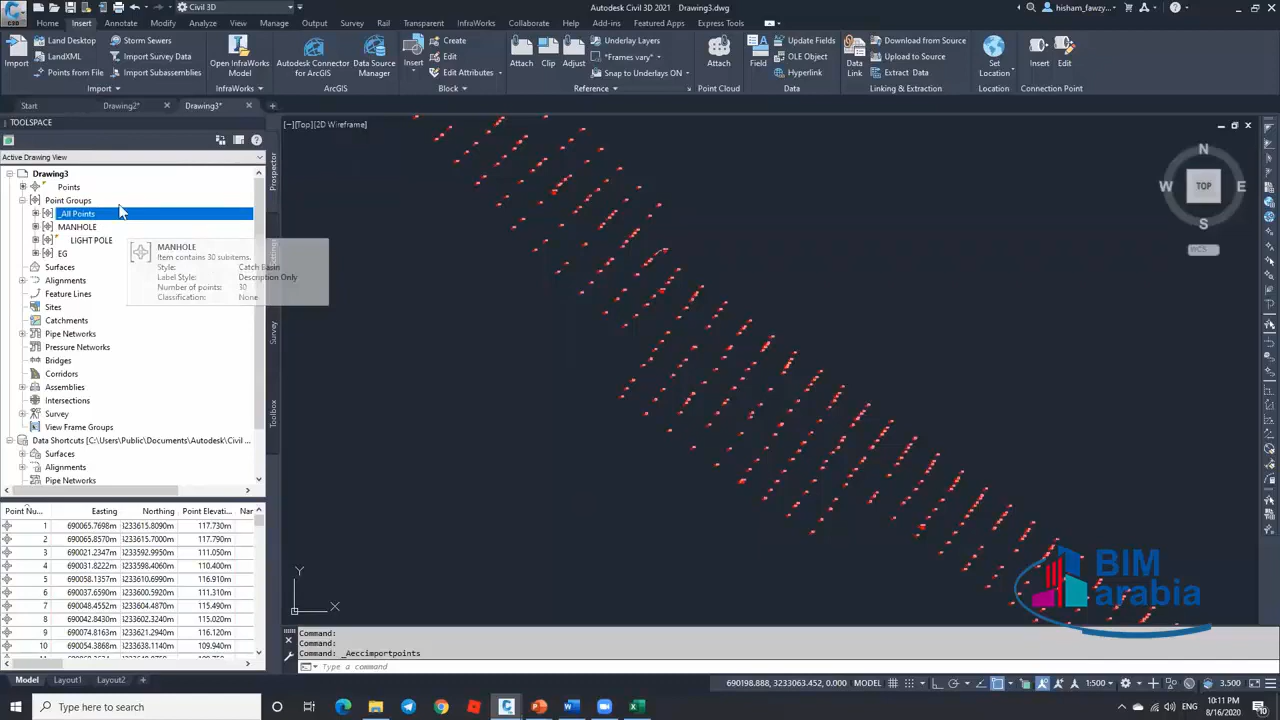 C3D
Civil 3D
Autodesk Civil 3D 2021 Drawing3.dwg
hisham_fawzy...
Home Insert Annotate Modify Analyze View Manage Output Survey Rail Transparent InfraWorks Collaborate Help Add-ins Featured Apps Express Tools
Import
Land Desktop
LandXML
Points from File
Storm Sewers
Import Survey Data
Import Subassemblies
Open InfraWorks Model
Autodesk Connector for ArcGIS
Data Source Manager
Insert
Create
Edit
Edit Attributes
Attach
Clip
Adjust
Underlay Layers
*Frames vary*
Snap to Underlays ON
Attach
Field
Update Fields
OLE Object
Hyperlink
Data Link
Download from Source
Upload to Source
Extract Data
Set Location
Insert
Edit
Import InfraWorks ArcGIS Block Reference Point Cloud Data Linking & Extraction Location Connection Point
Start Drawing2* Drawing3*
TOOLSPACE
Active Drawing View
Drawing3
Points
Point Groups
_All Points
MANHOLE
LIGHT POLE
EG
Surfaces
Alignments
Feature Lines
Sites
Catchments
Pipe Networks
Pressure Networks
Bridges
Corridors
Assemblies
Intersections
Survey
View Frame Groups
Data Shortcuts [C:\Users\Public\Documents\Autodesk\Civil ...
Surfaces
Alignments
Pipe Networks
MANHOLE
Item contains 30 subitems.
Style: Catch Basin
Label Style: Description Only
Number of points: 30
Classification: None
Prospector
Settings
Survey
Toolbox
[−][Top][2D Wireframe]
N
W TOP E
S
WCS
Point Nu... Easting Northing Point Elevati... Nar
1 690065.7698m 3233615.8090m 117.730m
2 690065.8570m 3233615.7000m 117.790m
3 690021.2347m 3233592.9950m 111.050m
4 690031.8222m 3233598.4060m 110.400m
5 690058.1357m 3233610.6990m 116.910m
6 690037.6590m 3233600.5920m 111.310m
7 690048.4552m 3233604.4870m 115.490m
8 690042.8430m 3233602.3240m 115.020m
9 690074.8163m 3233621.2940m 116.120m
10 690054.3868m 3233638.1140m 109.940m
Y
X
BIM
arabia
Command:
Command:
Command: _Aeccimportpoints
Type a command
Model Layout1 Layout2
690198.888, 3233063.452, 0.000 MODEL
1:500
3.500
Type here to search
10:11 PM
8/16/2020